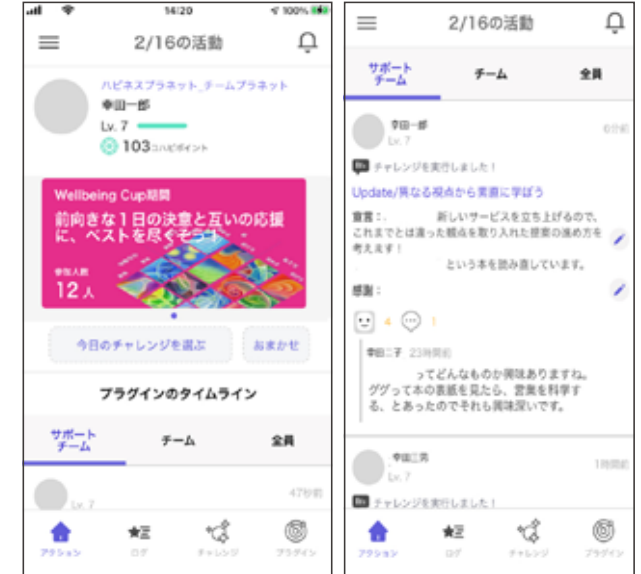 14:20
100%
2/16の活動
ハピネスプラネット_チームプラネット
幸田一郎
Lv. 7
103コハピポイント
Wellbeing Cup期間
前向きな1日の決意と互いの応援
に、ベストを尽くそう!
参加人数
12人
今日のチャレンジを選ぶ
おまかせ
プラグインのタイムライン
サポート
チーム
チーム
全員
Lv. 7
47秒前
アクション
ログ
チャレンジ
プラグイン
2/16の活動
サポート
チーム
チーム
全員
幸田一郎
6分前
Lv. 7
チャレンジを実行しました!
Update/異なる視点から素直に学ぼう
宣言:. 新しいサービスを立ち上げるので、
これまでとは違った観点を取り入れた提案の進め方を
考えます!
という本を読み直しています。
感謝:
4
1
幸田二子 23時間前
ってどんなものか興味ありますね。
ググって本の表紙を見たら、営業を科学す
る、とあったのでそれも興味深いです。
幸田三男
1時間前
Lv. 7
チャレンジを実行しました!
アクション
ログ
チャレンジ
プラグイン